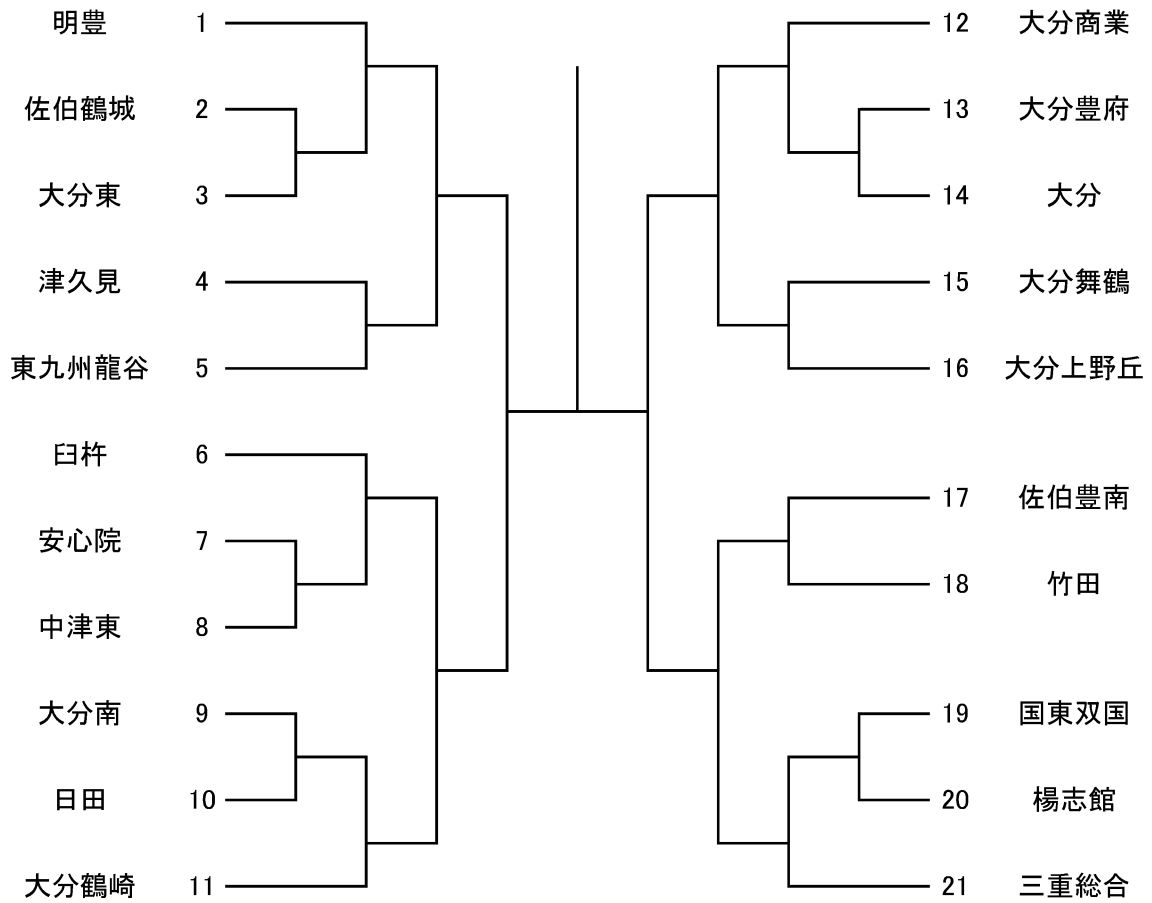 明豊 1
佐伯鶴城 2
大分東 3
津久見 4
東九州龍谷 5
臼杵 6
安心院 7
中津東 8
大分南 9
日田 10
大分鶴崎 11
12 大分商業
13 大分豊府
14 大分
15 大分舞鶴
16 大分上野丘
17 佐伯豊南
18 竹田
19 国東双国
20 楊志館
21 三重総合